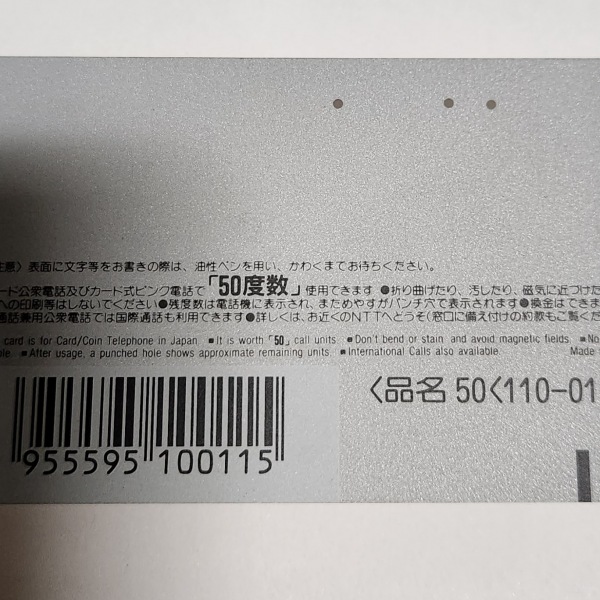 注意〉表面に文字等をお書きの際は、油性ペンを用い、かわくまでお待ちください。
ード公衆電話及びカード式ピンク電話で「50度数」使用できます ●折り曲げたり、汚したり、磁気に近づけた
への印刷等はしないでください ●残度数は電話機に表示され、まためやすがパンチ穴で表示されます ●換金はできま
通話兼用公衆電話では国際通話も利用できます ●詳しくは、お近くのNTTへどうぞ(窓口に備え付けの約款もご覧くだ
card is for Card/Coin Telephone in Japan. ■It is worth「50」call units. ■Don't bend or stain and avoid magnetic fields. ■No
ble. ■After usage, a punched hole shows approximate remaining units. ■International Calls also available. Made
〈品名 50〈110-01
955595 100115